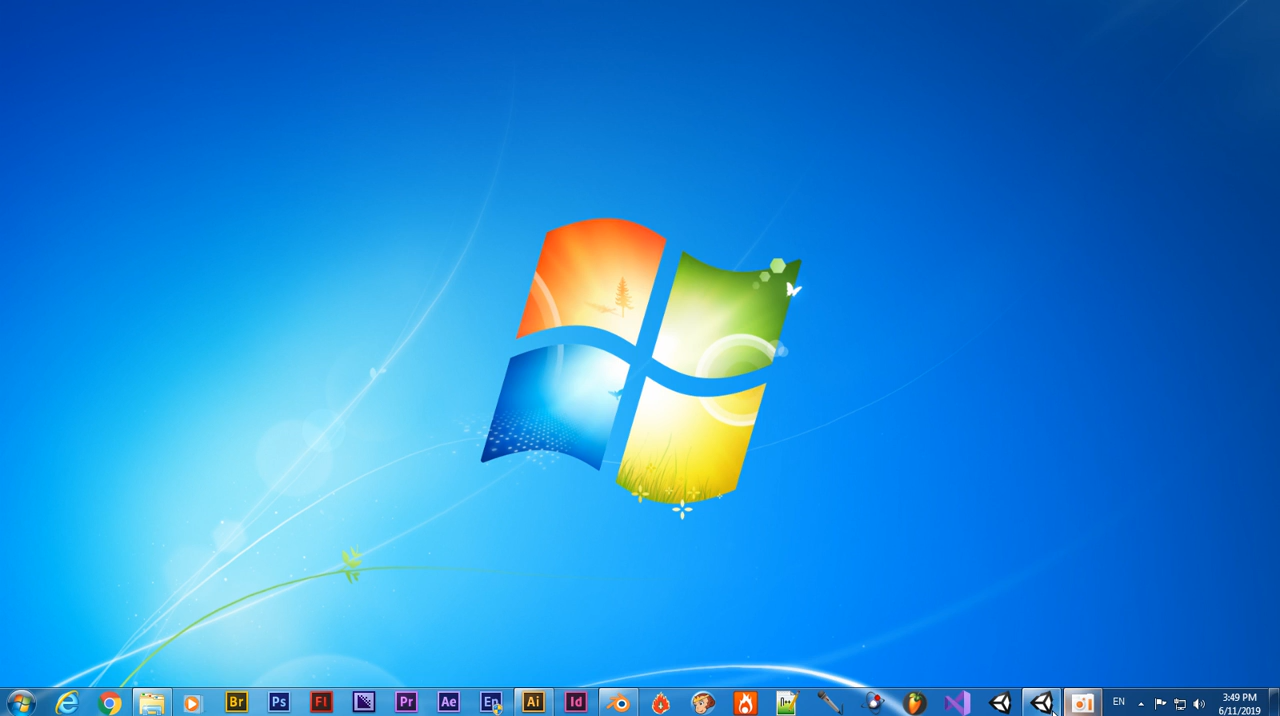 Br
Ps
Fl
Pr
Ae
En
Ai
Id
n++
EN
3:49 PM
6/11/2019